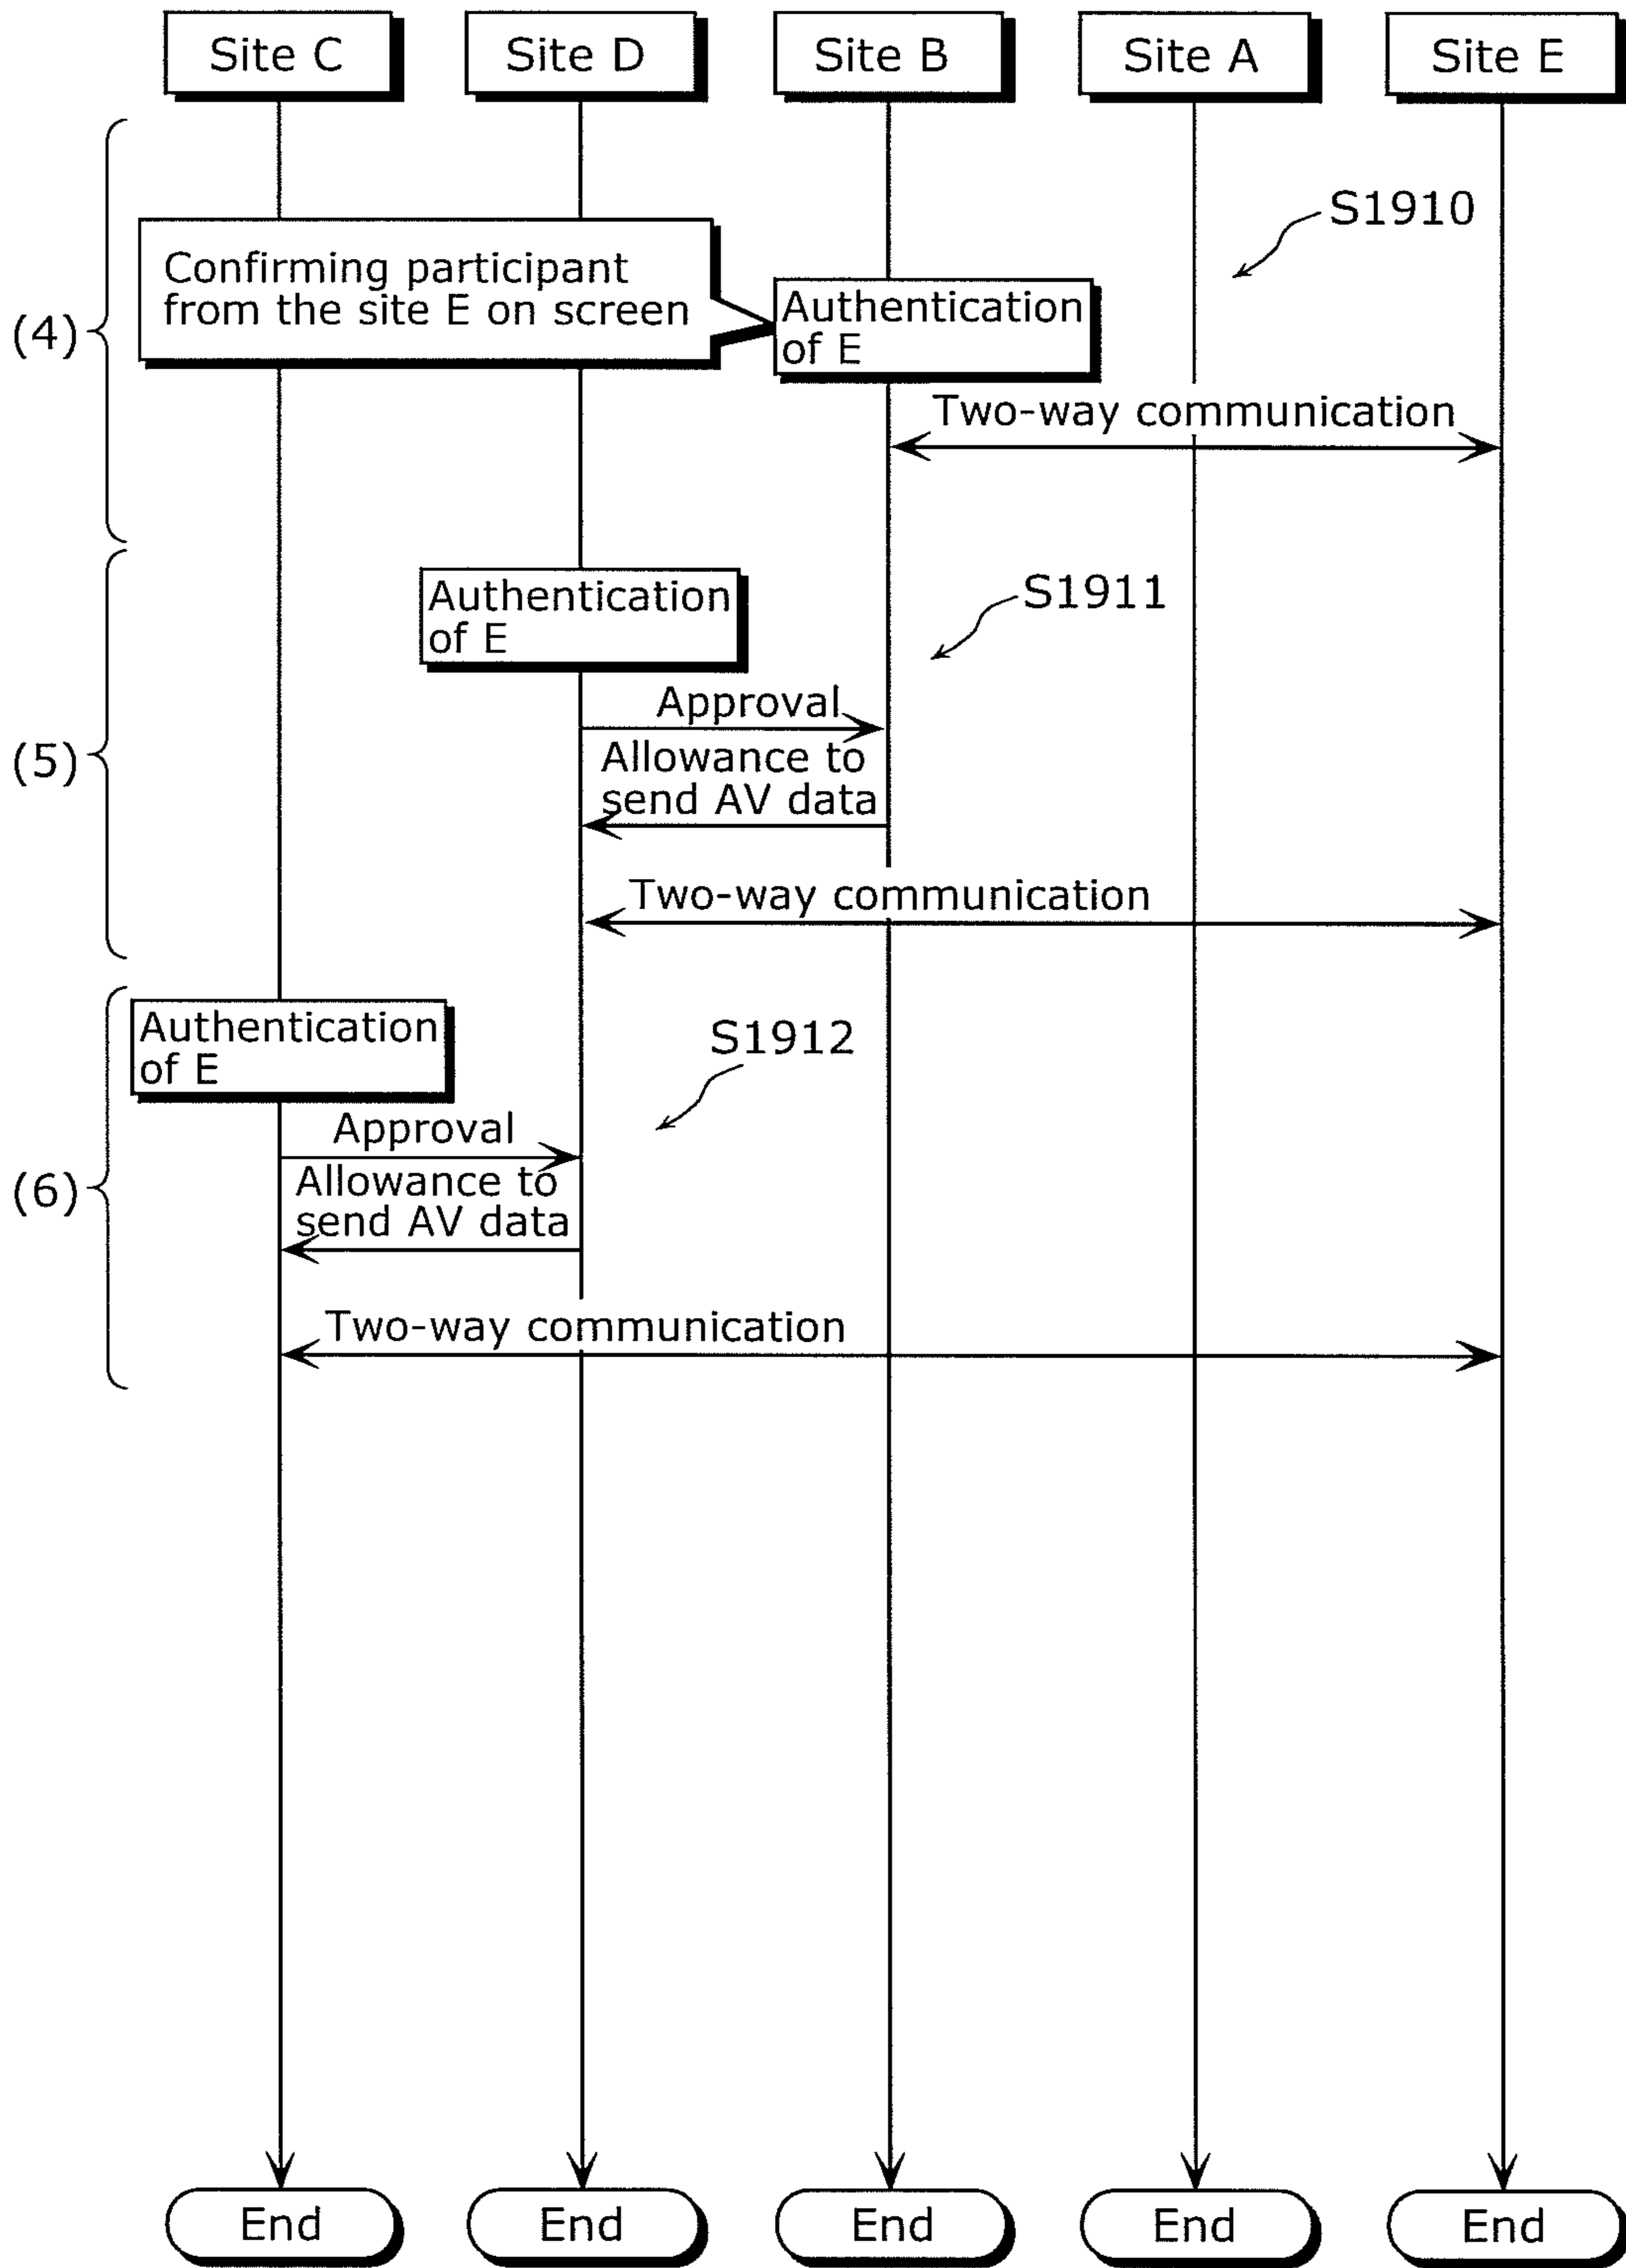 Site C
Site D
Site B
Site A
Site E
S1910
Confirming participant
from the site E on screen
Authentication
of E
(4)
Two-way communication
Authentication
of E
S1911
Approval
(5)
Allowance to
send AV data
Two-way communication
Authentication
of E
S1912
Approval
(6)
Allowance to
send AV data
Two-way communication
End
End
End
End
End